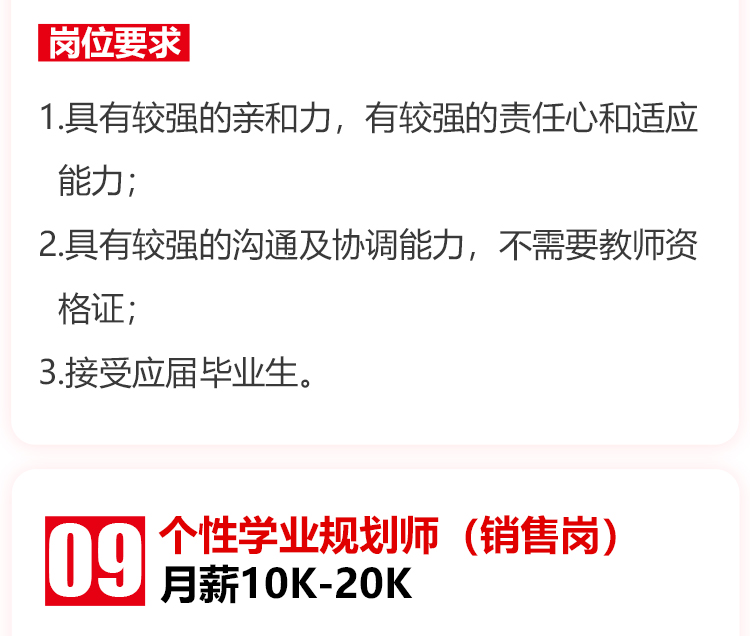 岗位要求
1.具有较强的亲和力，有较强的责任心和适应
能力；
2.具有较强的沟通及协调能力，不需要教师资
格证；
3.接受应届毕业生。
09
个性学业规划师（销售岗）
月薪10K-20K